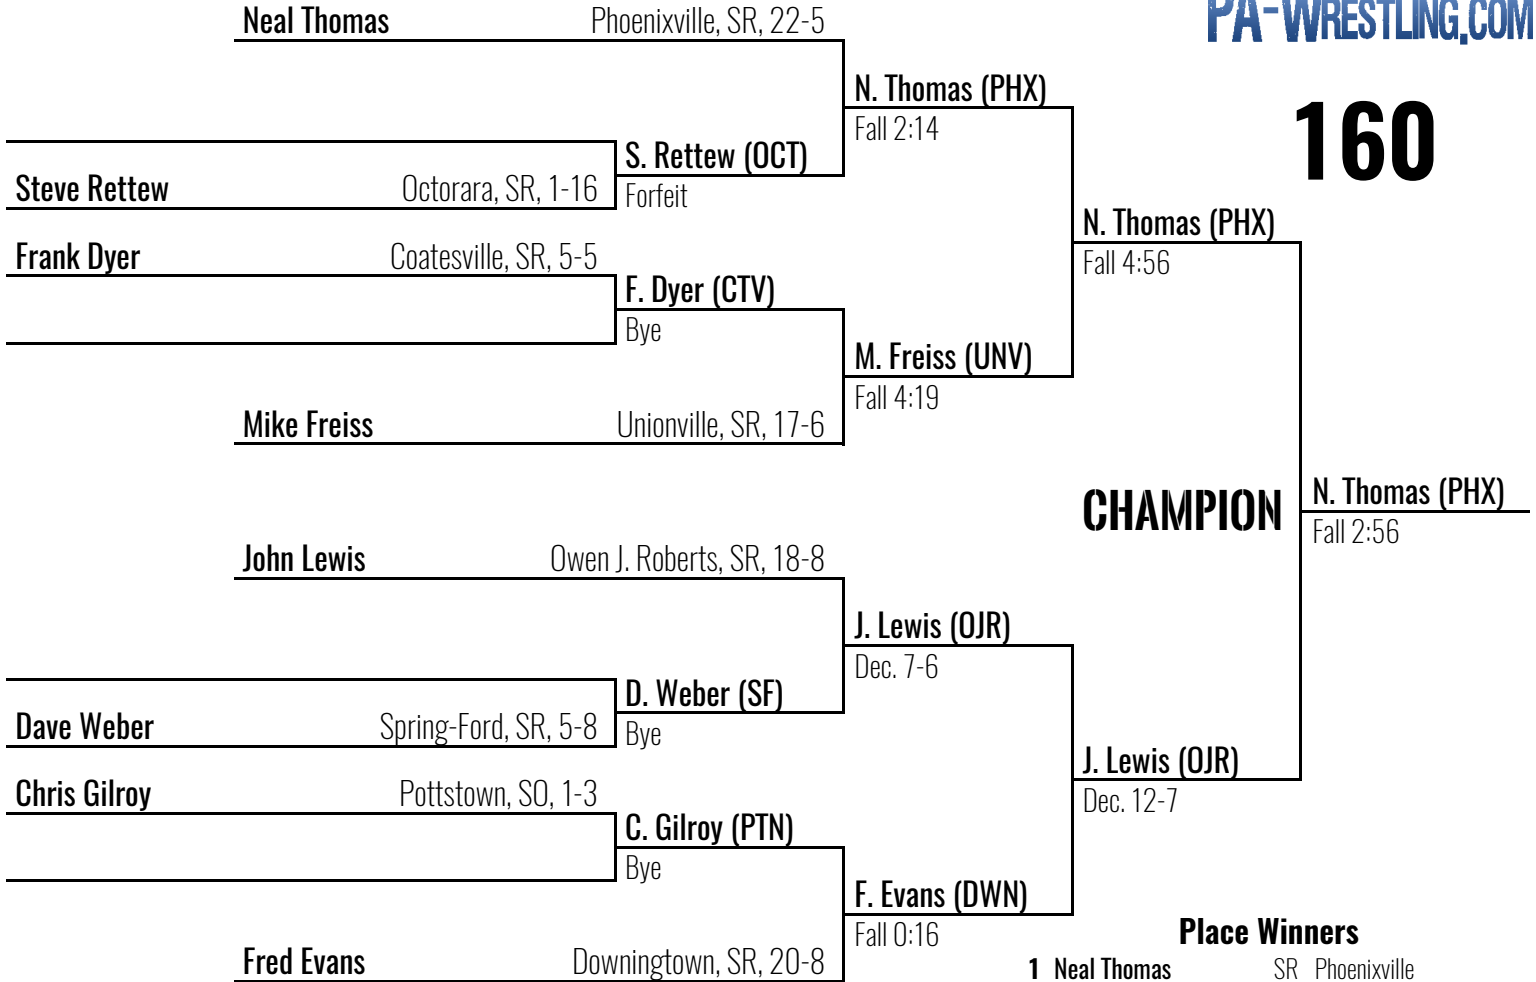 PA-WRESTLING.COM
Neal Thomas Phoenixville, SR, 22-5
N. Thomas (PHX)
Fall 2:14
160
S. Rettew (OCT)
Steve Rettew Octorara, SR, 1-16
Forfeit
N. Thomas (PHX)
Fall 4:56
Frank Dyer Coatesville, SR, 5-5
F. Dyer (CTV)
Bye
M. Freiss (UNV)
Fall 4:19
Mike Freiss Unionville, SR, 17-6
CHAMPION
N. Thomas (PHX)
Fall 2:56
John Lewis Owen J. Roberts, SR, 18-8
J. Lewis (OJR)
Dec. 7-6
D. Weber (SF)
Dave Weber Spring-Ford, SR, 5-8
Bye
J. Lewis (OJR)
Dec. 12-7
Chris Gilroy Pottstown, SO, 1-3
C. Gilroy (PTN)
Bye
F. Evans (DWN)
Fall 0:16
Place Winners
Fred Evans Downingtown, SR, 20-8
1 Neal Thomas SR Phoenixville